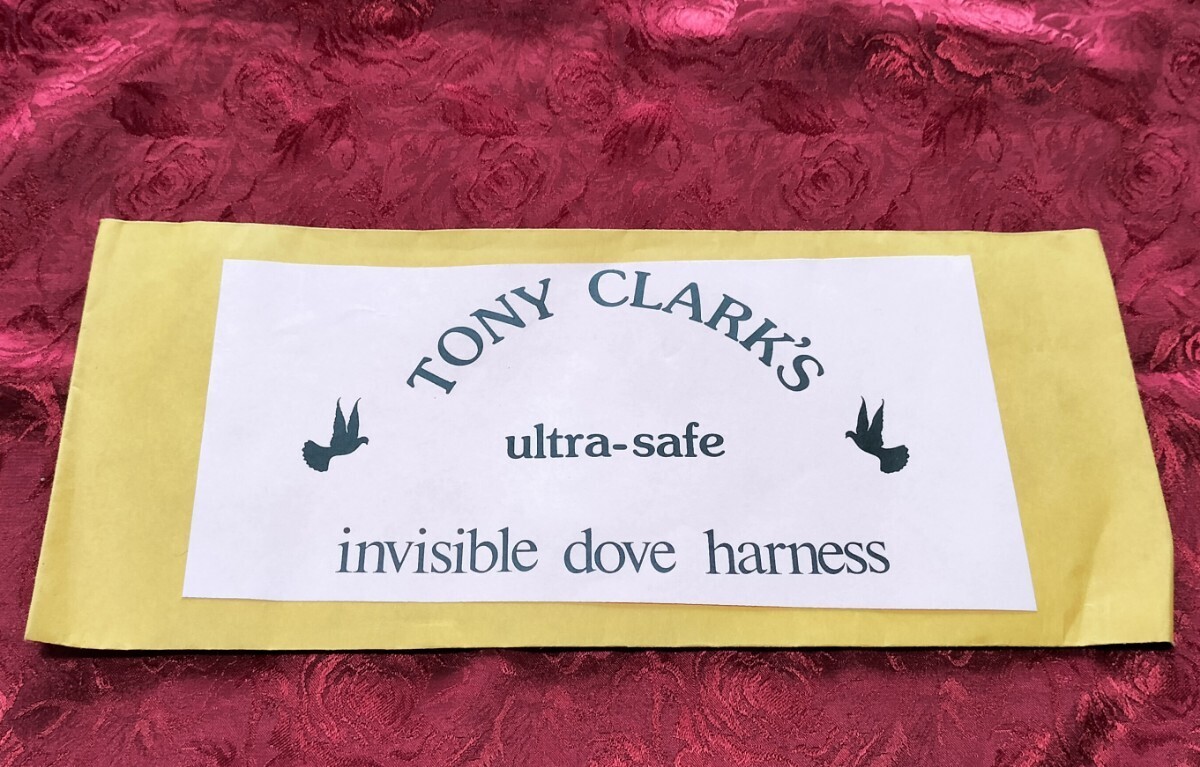 TONY CLARK'S
ultra-safe
invisible dove harness